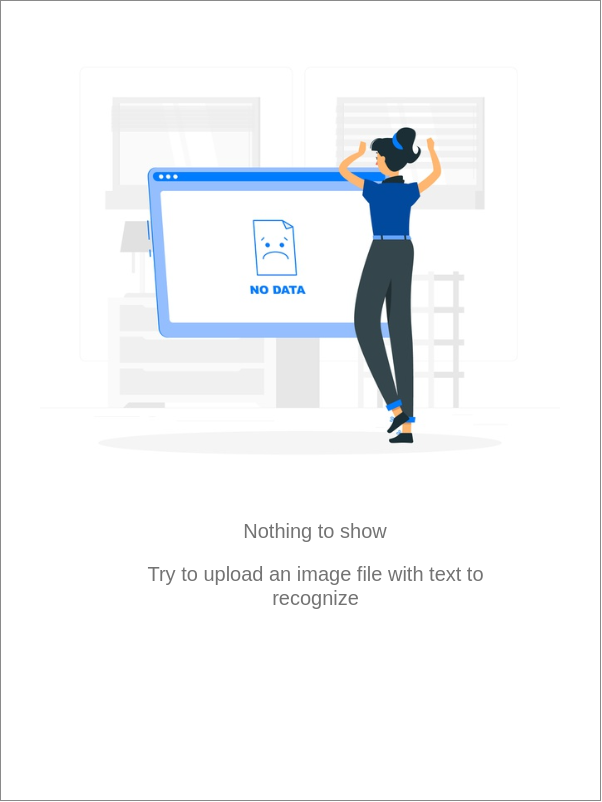 NO DATA
Nothing to show
Try to upload an image file with text to
recognize